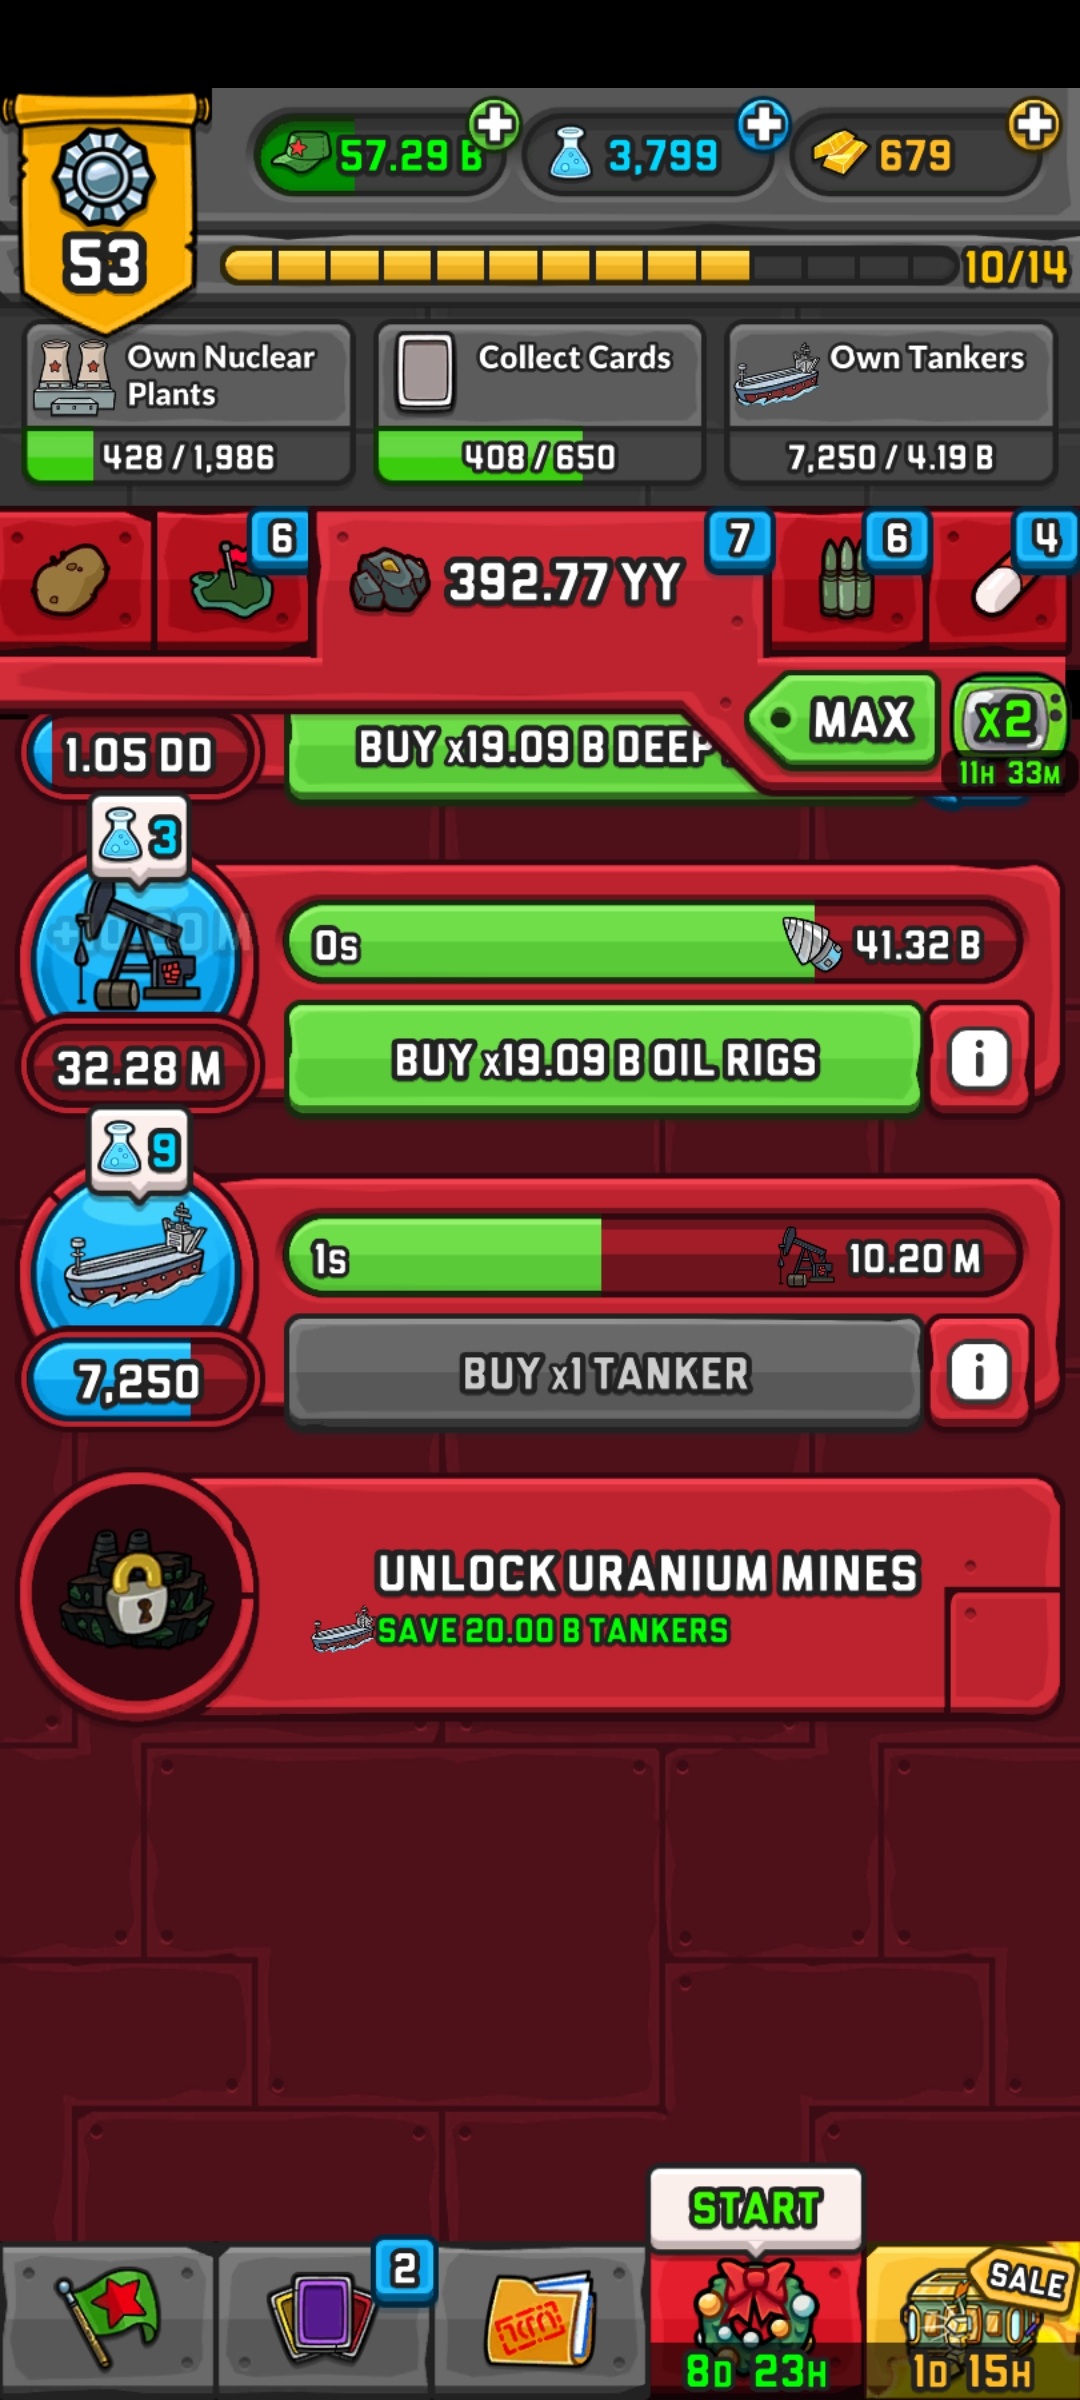 57.29 B
3,799
679
53
10/14
Own Nuclear Plants
Collect Cards
Own Tankers
428 / 1,986
408 / 650
7,250 / 4.19 B
6
392.77 YY
7
6
4
MAX
x2
11H 33M
1.05 DD
BUY x19.09 B DEEP
3
0s
41.32 B
32.28 M
BUY x19.09 B OIL RIGS
i
9
1s
10.20 M
7,250
BUY x1 TANKER
i
UNLOCK URANIUM MINES
SAVE 20.00 B TANKERS
START
2
SALE
8D 23H
1D 15H